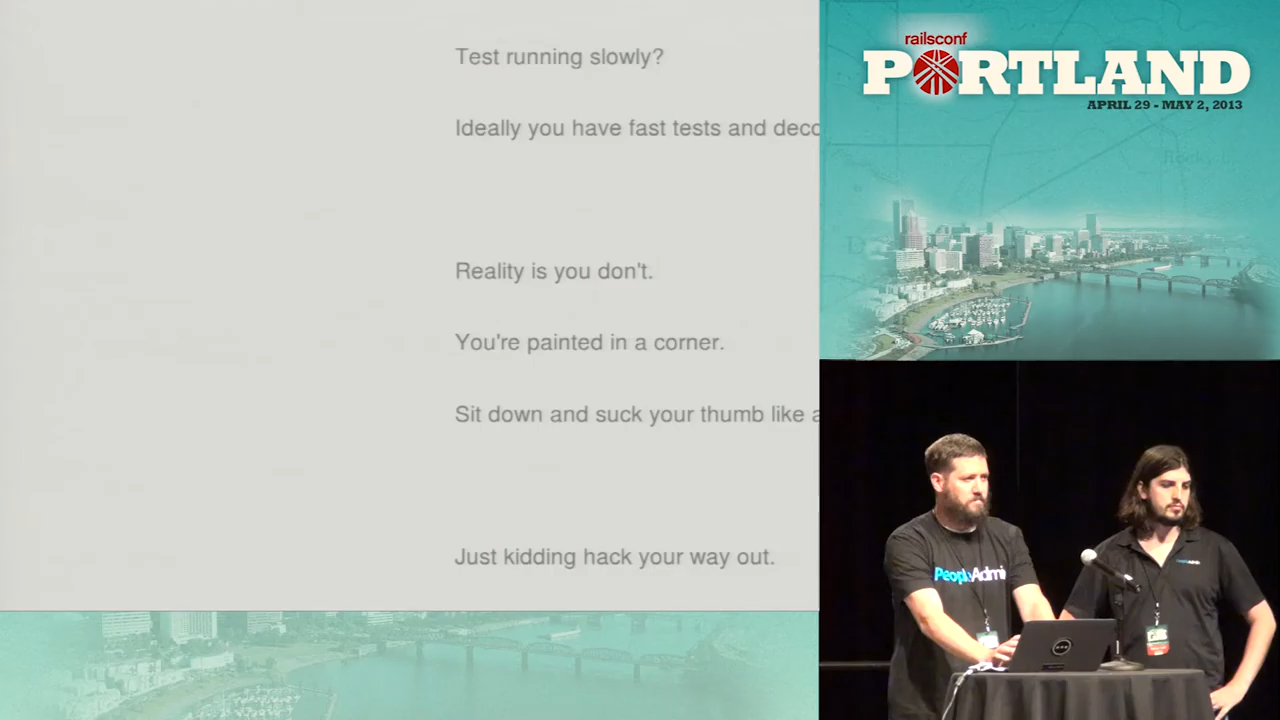 Test running slowly?
Ideally you have fast tests and deco
Reality is you don't.
You're painted in a corner.
Sit down and suck your thumb like a
Just kidding hack your way out.
railsconf
PORTLAND
APRIL 29 - MAY 2, 2013
PeopleAdmin